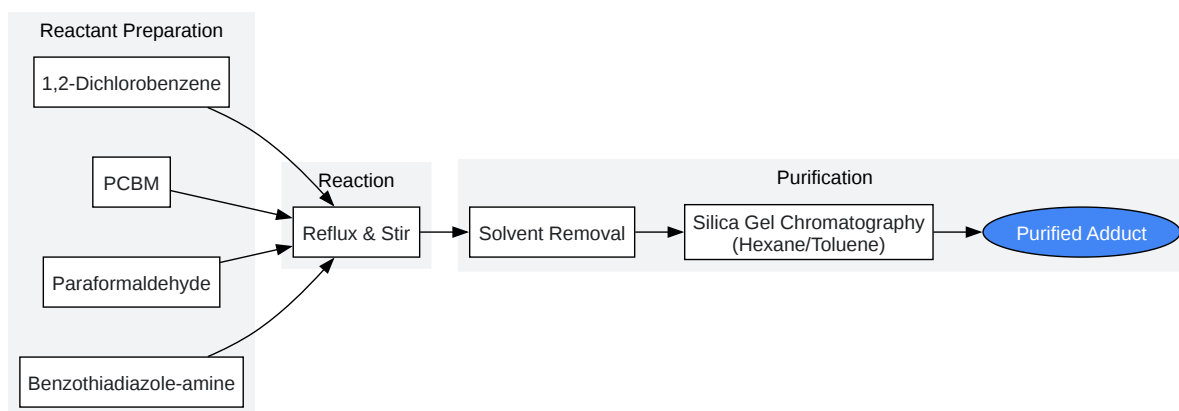 Reactant Preparation
1,2-Dichlorobenzene
PCBM
Paraformaldehyde
Benzothiadiazole-amine
Reaction
Reflux & Stir
Purification
Solvent Removal
Silica Gel Chromatography
(Hexane/Toluene)
Purified Adduct